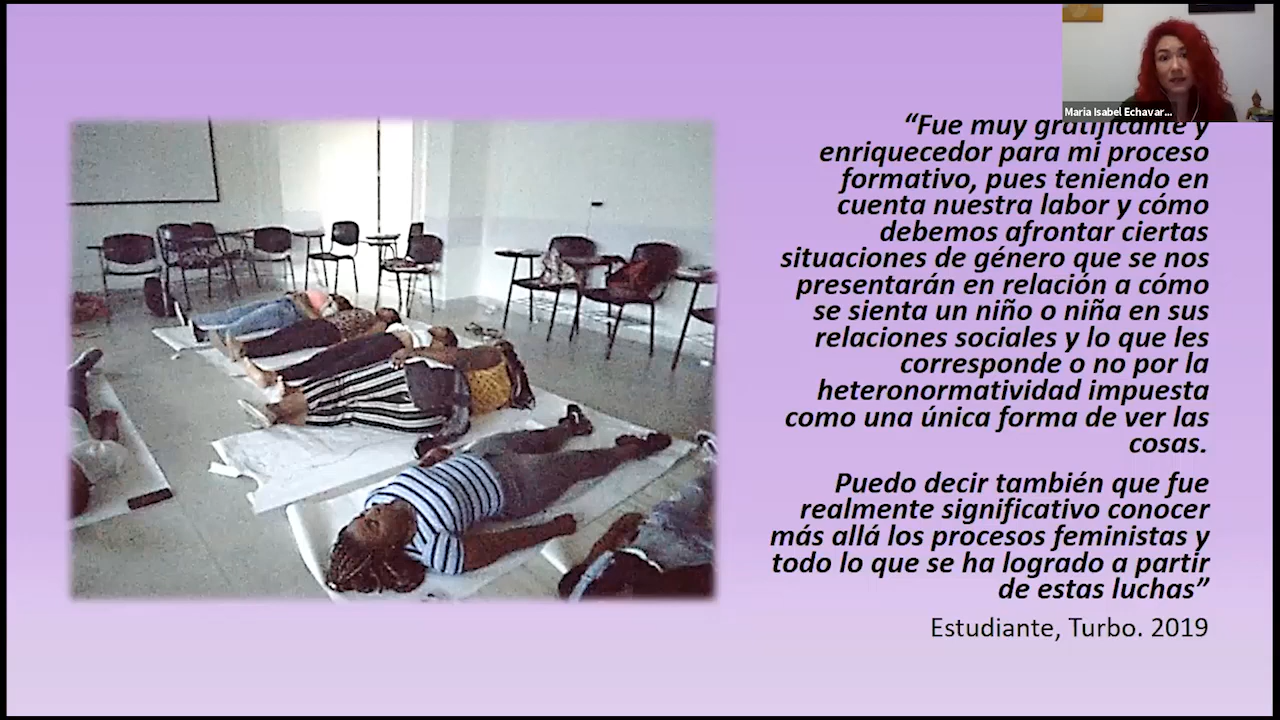 Maria Isabel Echavar...
“Fue muy gratificante y
enriquecedor para mi proceso
formativo, pues teniendo en
cuenta nuestra labor y cómo
debemos afrontar ciertas
situaciones de género que se nos
presentarán en relación a cómo
se sienta un niño o niña en sus
relaciones sociales y lo que les
corresponde o no por la
heteronormatividad impuesta
como una única forma de ver las
cosas.
Puedo decir también que fue
realmente significativo conocer
más allá los procesos feministas y
todo lo que se ha logrado a partir
de estas luchas”
Estudiante, Turbo. 2019